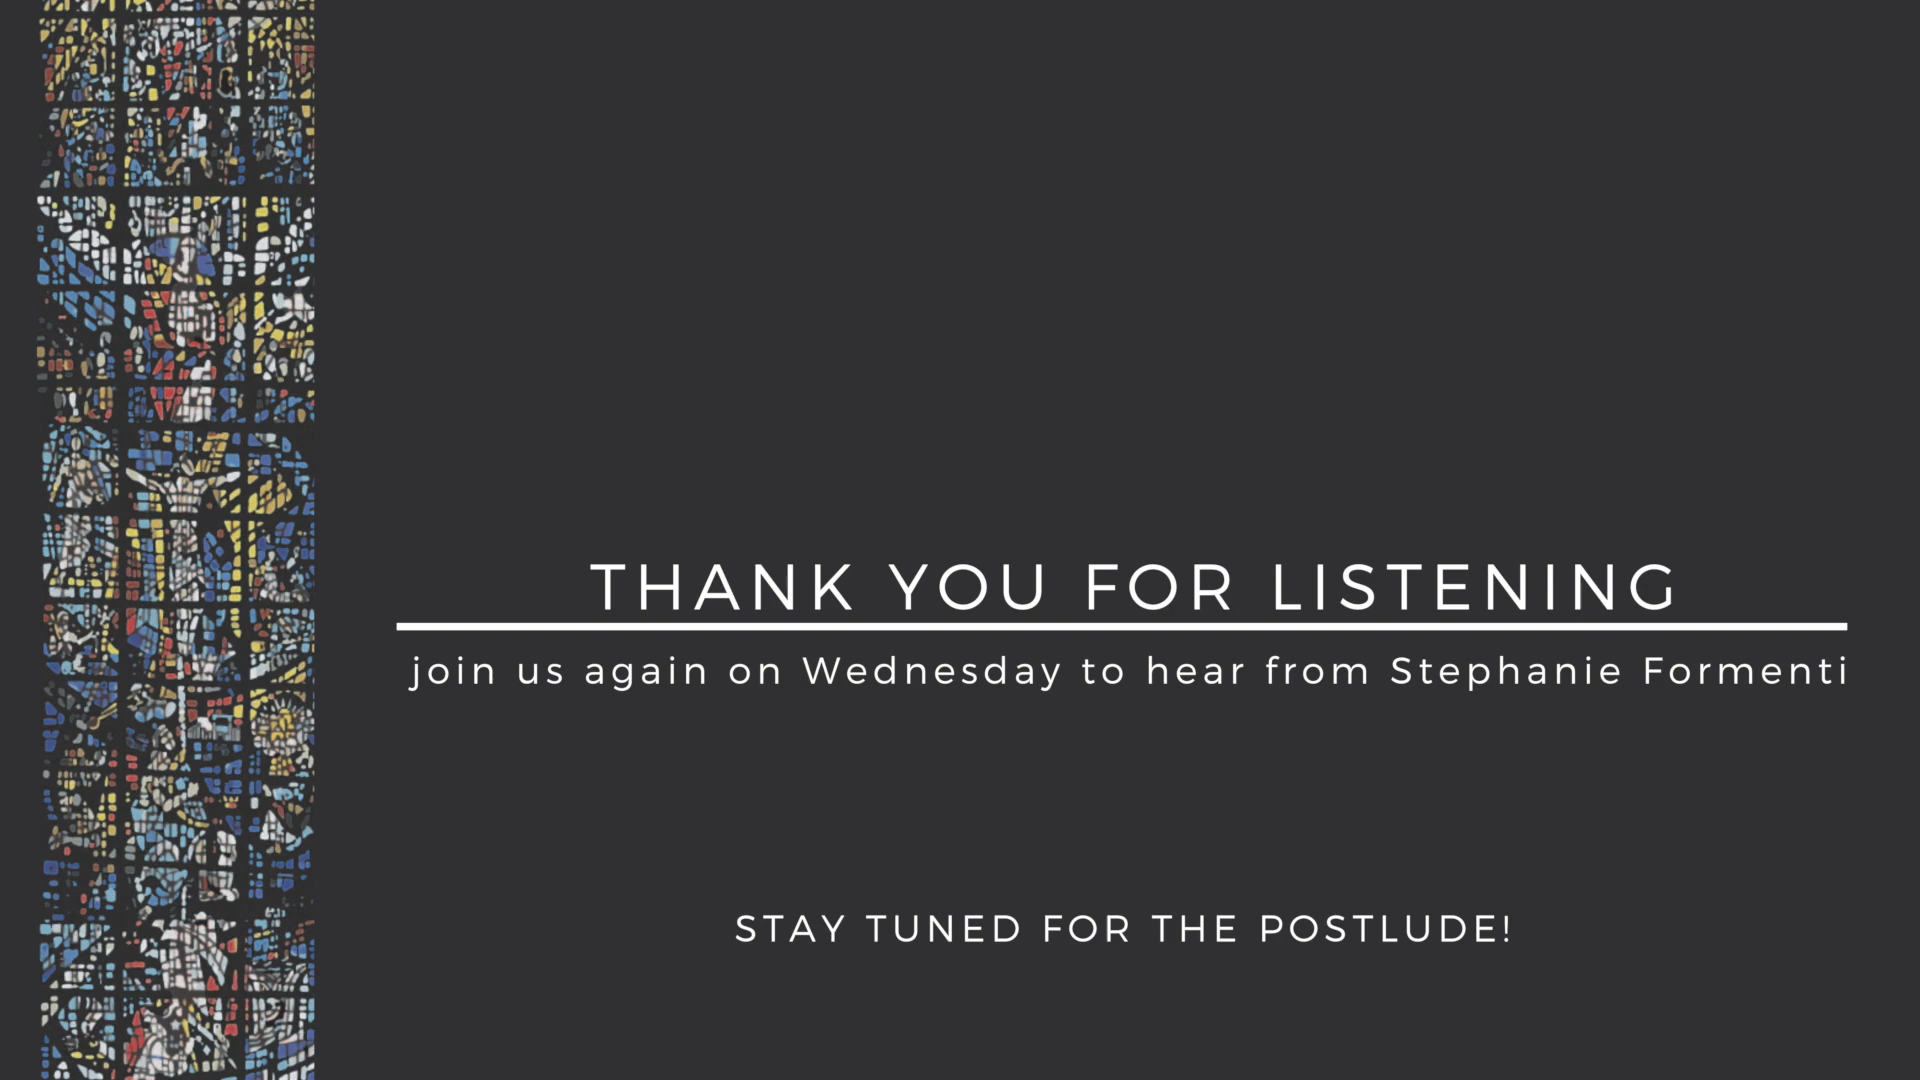 THANK YOU FOR LISTENING
join us again on Wednesday to hear from Stephanie Formenti
STAY TUNED FOR THE POSTLUDE!